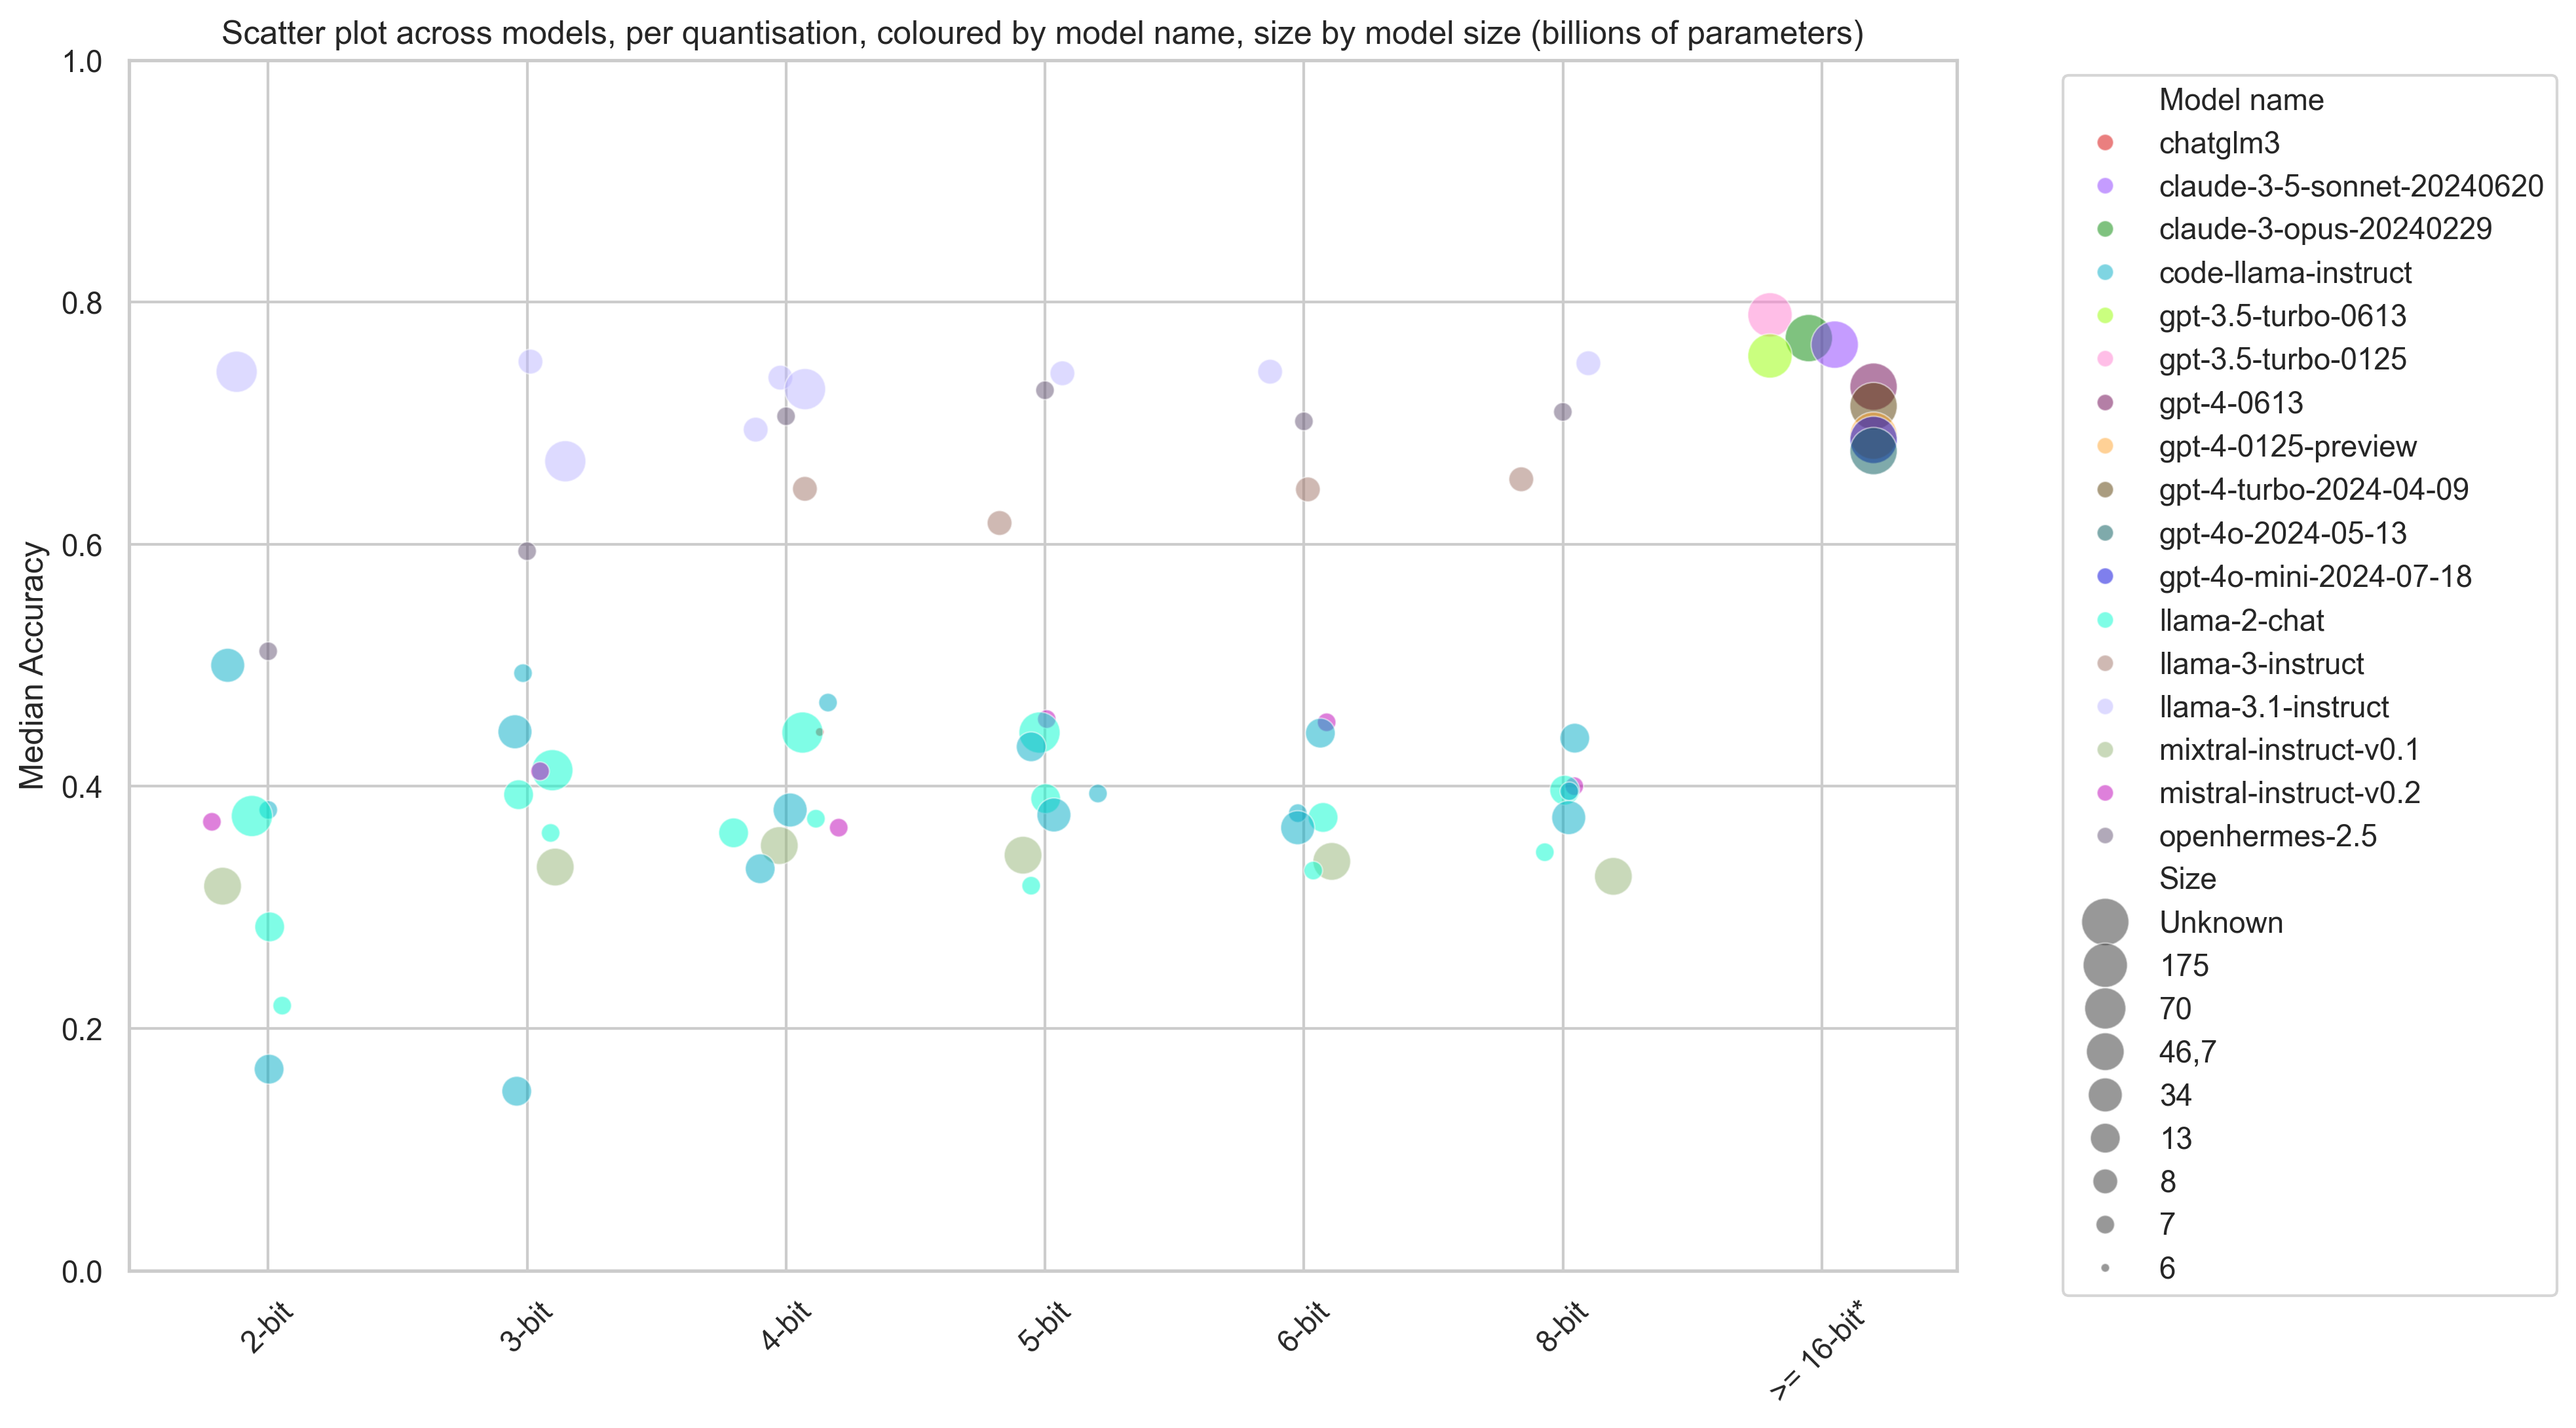 Scatter plot across models, per quantisation, coloured by model name, size by model size (billions of parameters)
Median Accuracy
1.0
0.8
0.6
0.4
0.2
0.0
2-bit
3-bit
4-bit
5-bit
6-bit
8-bit
>= 16-bit*
Model name
chatglm3
claude-3-5-sonnet-20240620
claude-3-opus-20240229
code-llama-instruct
gpt-3.5-turbo-0613
gpt-3.5-turbo-0125
gpt-4-0613
gpt-4-0125-preview
gpt-4-turbo-2024-04-09
gpt-4o-2024-05-13
gpt-4o-mini-2024-07-18
llama-2-chat
llama-3-instruct
llama-3.1-instruct
mixtral-instruct-v0.1
mistral-instruct-v0.2
openhermes-2.5
Size
Unknown
175
70
46,7
34
13
8
7
6